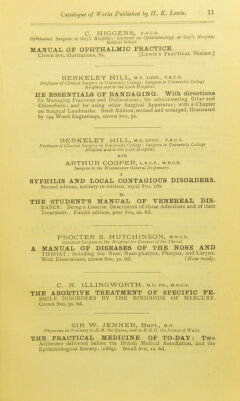 Catalogue of Works Published by H. K. Lewis. 11
C. HIGGENS, F.R.C.S.
Ophthalmic Surgeon to Guy's Hospital; Lecturer on Ophthalmology at Guy's Hospital
Medical School.
MANUAL OF OPHTHALMIC PRACTICE.
Crown 8vo, Illustrations, 6s. [LEWIS'S PRACTICAL SERIES.]
BERKELEY HILL, M.B. LOND., F.R.C.S.
Professor of Clinical Surgery in University College; Surgeon to University College
Hospital and to the Lock Hospital.
HE ESSENTIALS OF BANDAGING. With directions
for Managing Fractures and Dislocations; for administering Ether and
Chloroform; and for using other Surgical Apparatus; with a Chapter
on Surgical Landmarks. Sixth Edition, revised and enlarged, Illustrated
by 144 Wood Engravings, crown 8vo, 5s.
BERKELEY HILL, M.B. LOND., F.R.C.S.
Professor of Clinical Surgery in University College; Surgeon to University College
Hospital and to the Lock Hospital.
AND
ARTHUR COOPER, L.R.C.P., M.R.C.S.
Surgeon to the Westminster General Dispensary.
I.
SYPHILIS AND LOCAL CONTAGIOUS DISORDERS.
Second edition, entirely re-written, royal 8vo, 18s.
II.
THE STUDENT'S MANUAL OF VENEREAL DIS-
EASES. Being a Concise Description of those Affections and of their
Treatment. Fourth edition, post 8vo, 2s. 6d.
PROCTER S. HUTCHINSON, M.R.C.S.
Assistant Surgeon to the Hospital for Diseases of the Throat.
A MANUAL OF DISEASES OF THE NOSE AND
THROAT; including the Nose, Naso-pharynx, Pharynx, and Larynx.
With Illustrations, crown 8vo, 3s. 6d. [Now ready.
C. R. ILLINGWORTH, M.D. ED., M.R.C.S.
THE ABORTIVE TREATMENT OF SPECIFIC FE-
BRILE DISORDERS BY THE BINIODIDE OF MERCURY.
Crown 8vo, 3s. 6d.
SIR W. JENNER, Bart., M.D.
Physician in Ordinary to H.M. the Queen, and to H.R.H. the Prince of Wales.
THE PRACTICAL MEDICINE OF TO-DAY: Two
Addresses delivered before the British Medical Association, and the
Epidemiological Society, (1869). Small 8vo, 1s. 6d.